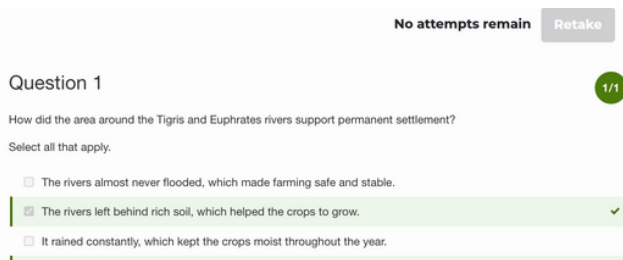 No attempts remain Retake
Question 1
1/1
How did the area around the Tigris and Euphrates rivers support permanent settlement?
Select all that apply.
The rivers almost never flooded, which made farming safe and stable.
The rivers left behind rich soil, which helped the crops to grow.
It rained constantly, which kept the crops moist throughout the year.